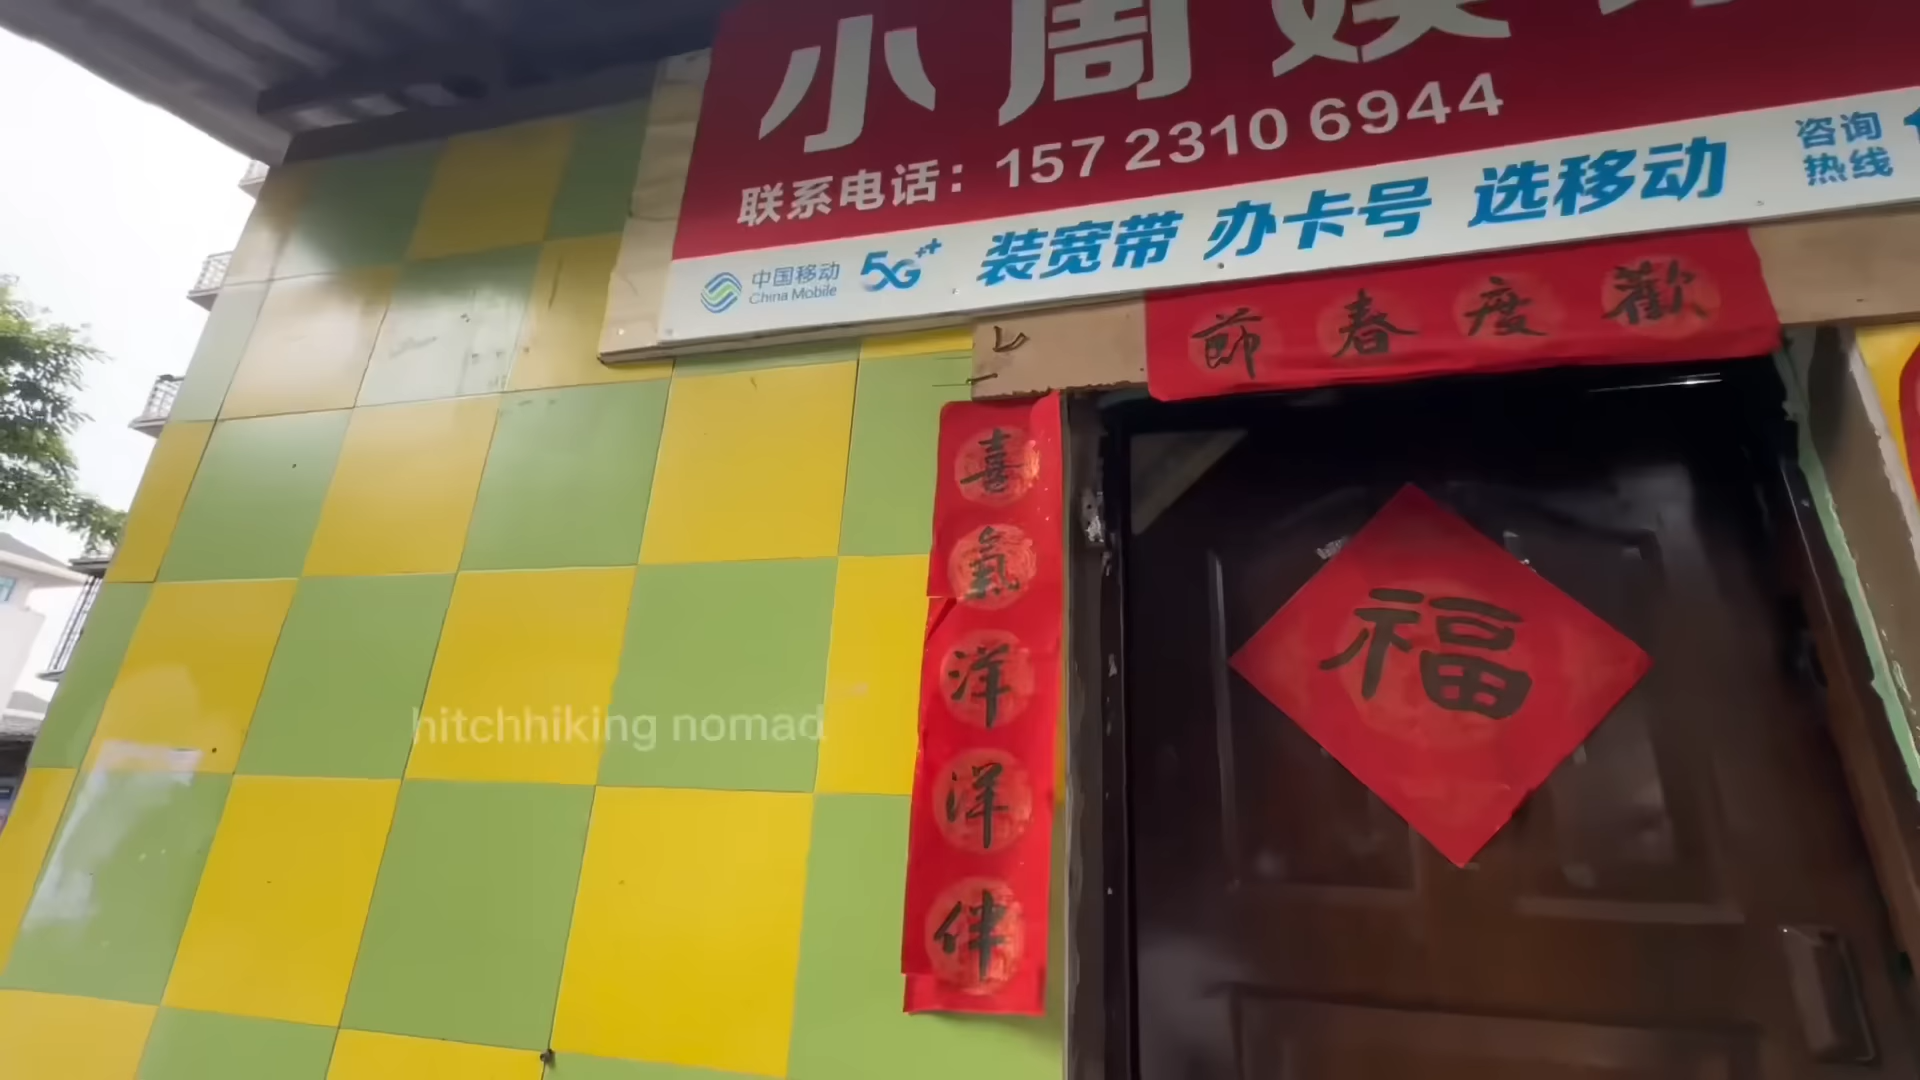 小周娱
联系电话：157 2310 6944
中国移动
China Mobile
5G++
装宽带 办卡号 选移动
咨询
热线
節春度歡
喜氣洋洋伴
福
hitchhiking nomad